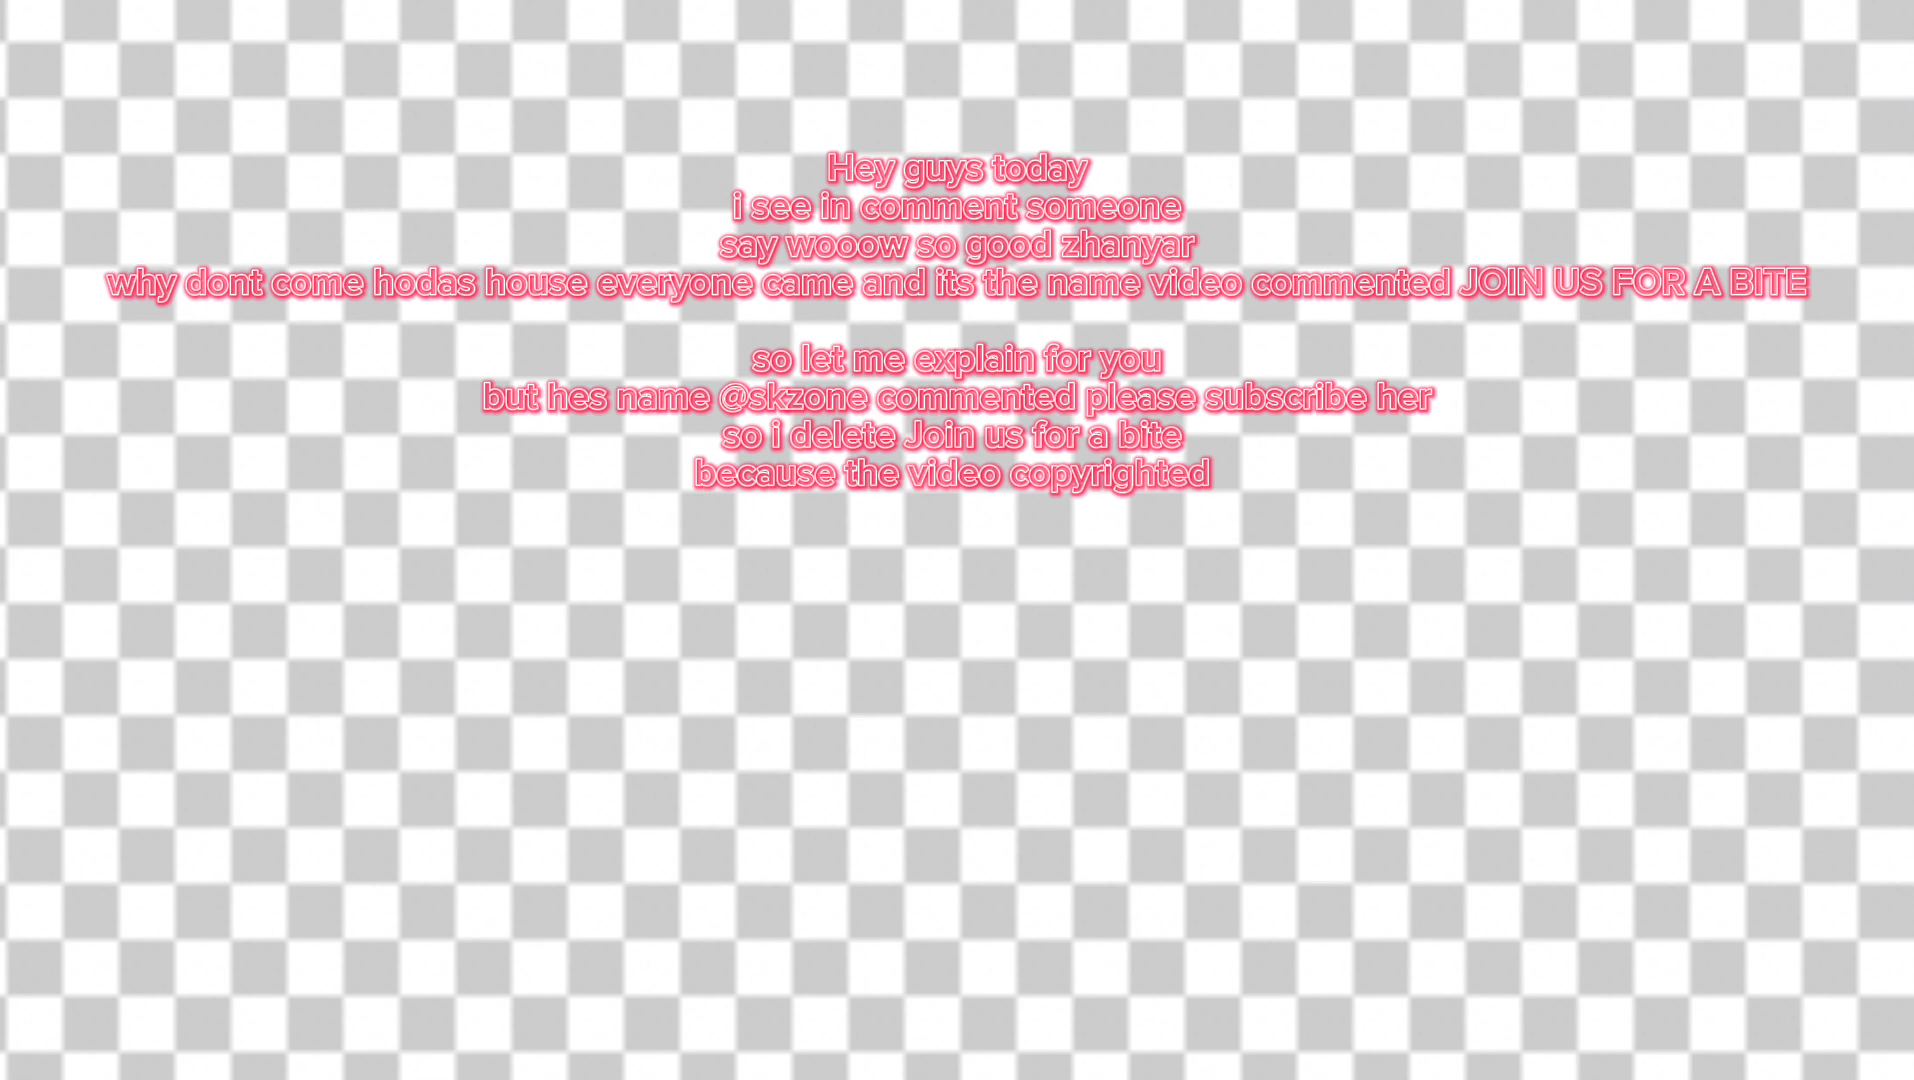 Hey guys today
i see in comment someone
say wooow so good zhanyar
why dont come hodas house everyone came and its the name video commented JOIN US FOR A BITE
so let me explain for you
but hes name @skzone commented please subscribe her
so i delete Join us for a bite
because the video copyrighted